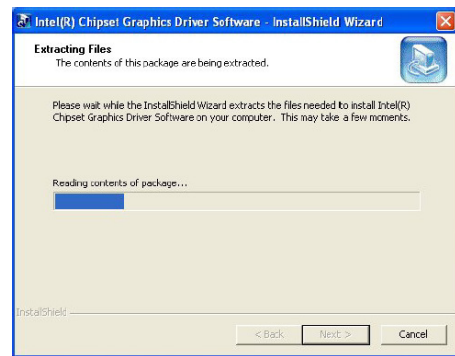 Intel(R) Chipset Graphics Driver Software - InstallShield Wizard
Extracting Files
The contents of this package are being extracted.
Please wait while the InstallShield Wizard extracts the files needed to install Intel(R)
Chipset Graphics Driver Software on your computer. This may take a few moments.
Reading contents of package...
InstallShield
< Back Next > Cancel